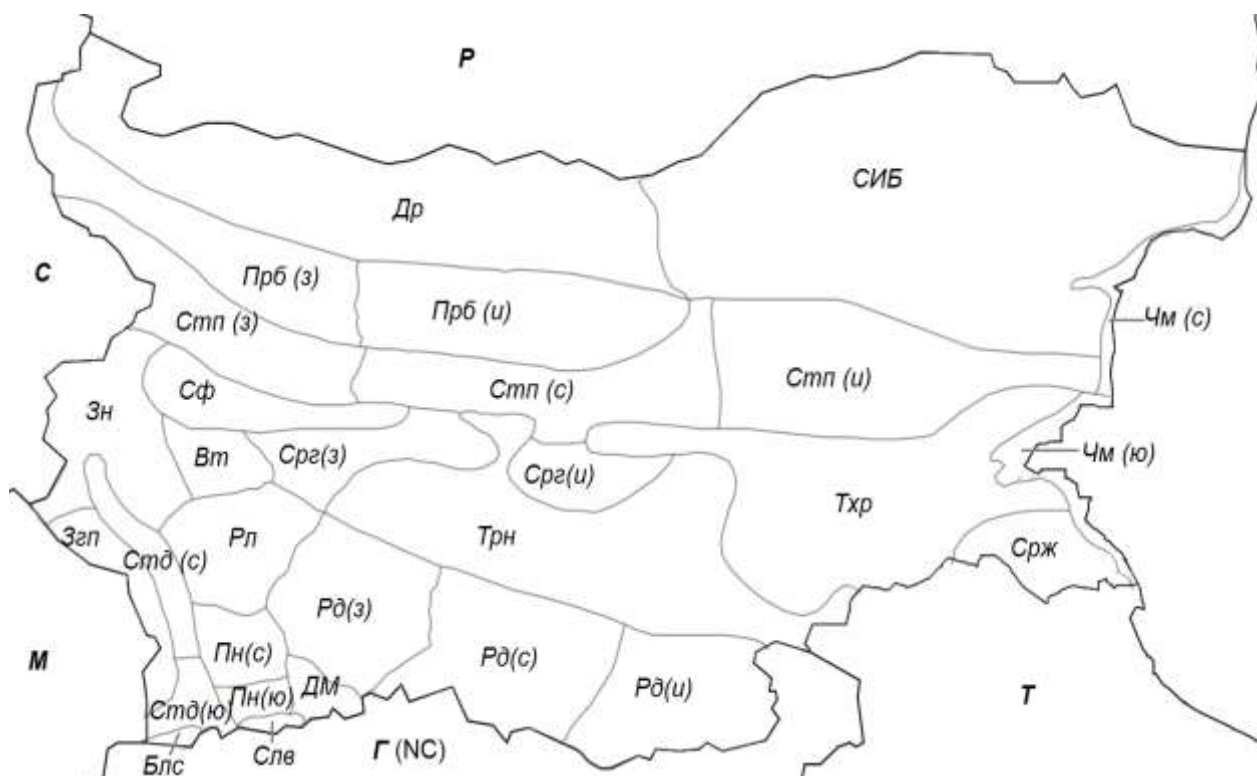 Р
СИБ
Др
С
Прб (з)
Прб (и)
Стп (з)
Чм (с)
Стп (и)
Стп (с)
Сф
Зн
Вт
Срг(з)
Срг(и)
Чм (ю)
Тхр
Згп
Стд (с)
Рл
Трн
Срж
Рд(з)
Пн(с)
М
Рд(с)
ДМ
Рд(и)
Пн(ю)
Т
Стд(ю)
Г (NC)
Слв
Блс